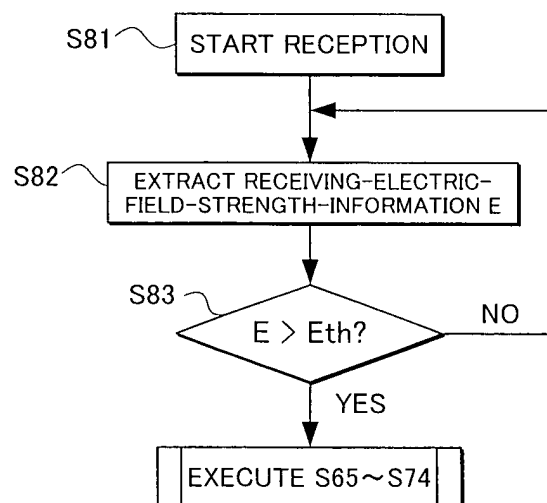 S81
START RECEPTION
S82
EXTRACT RECEIVING-ELECTRIC-
FIELD-STRENGTH-INFORMATION E
S83
E > Eth?
NO
YES
EXECUTE S65~S74